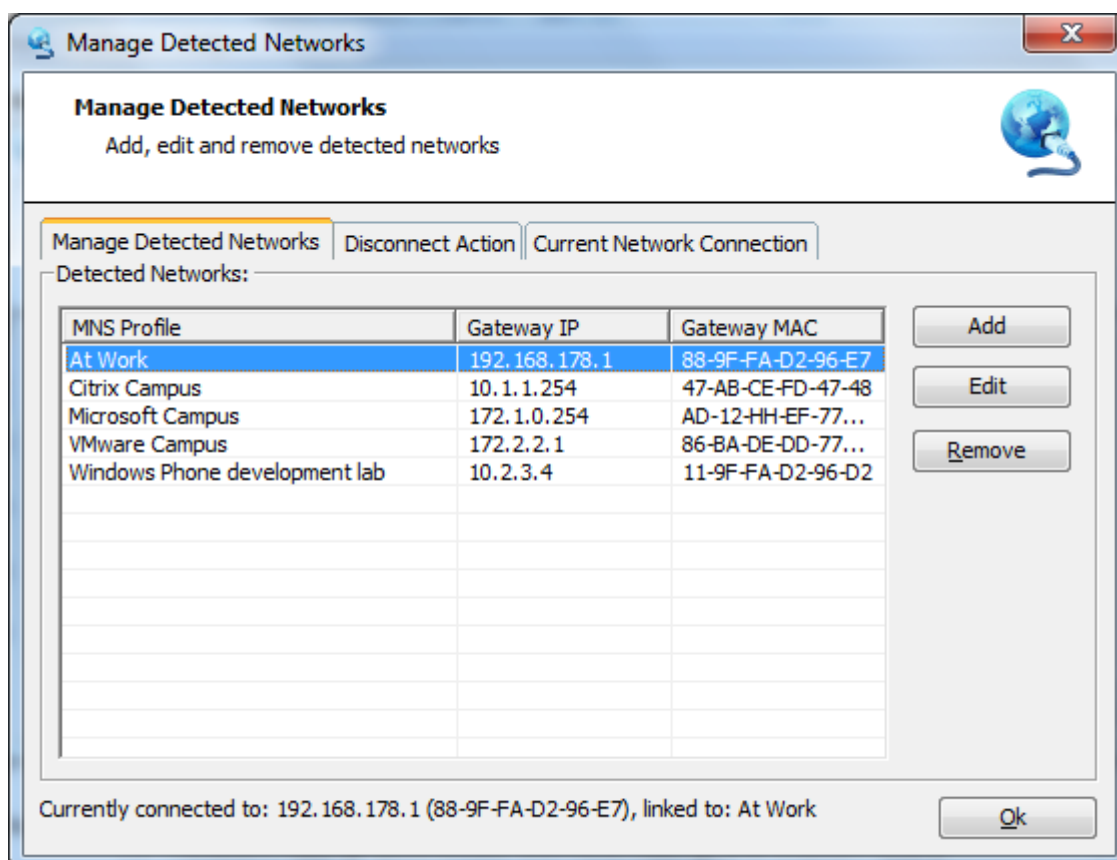 Manage Detected Networks
Manage Detected Networks
Add, edit and remove detected networks
Manage Detected Networks Disconnect Action Current Network Connection
Detected Networks:
MNS Profile Gateway IP Gateway MAC Add
At Work 192.168.178.1 88-9F-FA-D2-96-E7
Citrix Campus 10.1.1.254 47-AB-CE-FD-47-48 Edit
Microsoft Campus 172.1.0.254 AD-12-HH-EF-77...
VMware Campus 172.2.2.1 86-BA-DE-DD-77... Remove
Windows Phone development lab 10.2.3.4 11-9F-FA-D2-96-D2
Currently connected to: 192.168.178.1 (88-9F-FA-D2-96-E7), linked to: At Work Ok